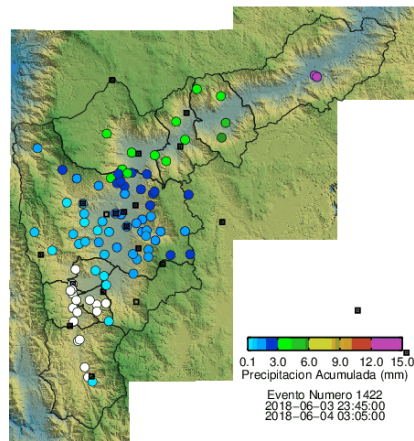 0.1 3.0 6.0 9.0 12.0 15.0
Precipitacion Acumulada (mm)
Evento Numero 1422
2018-06-03 23:45:00
2018-06-04 03:05:00